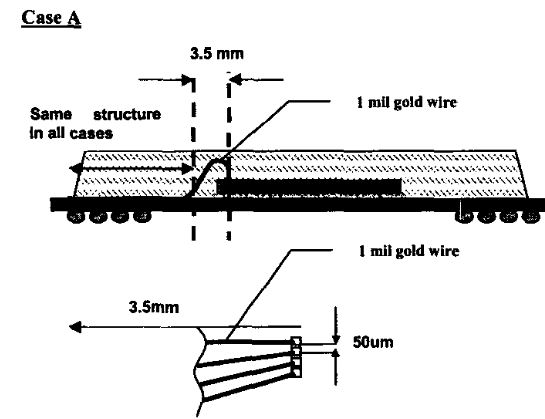 Case A
3.5 mm
1 mil gold wire
Same structure
in all cases
1 mil gold wire
3.5mm
50um